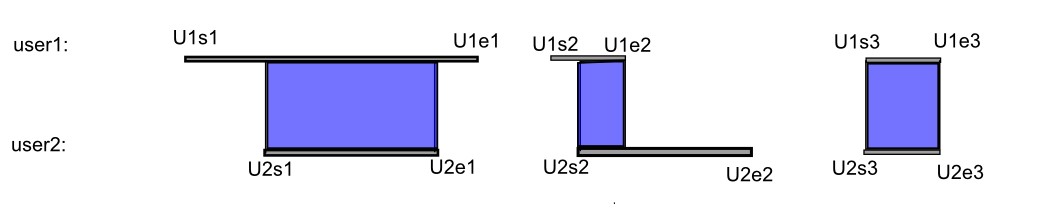 user1:
U1s1 U1e1 U1s2 U1e2 U1s3 U1e3
user2:
U2s1 U2e1 U2s2 U2e2 U2s3 U2e3